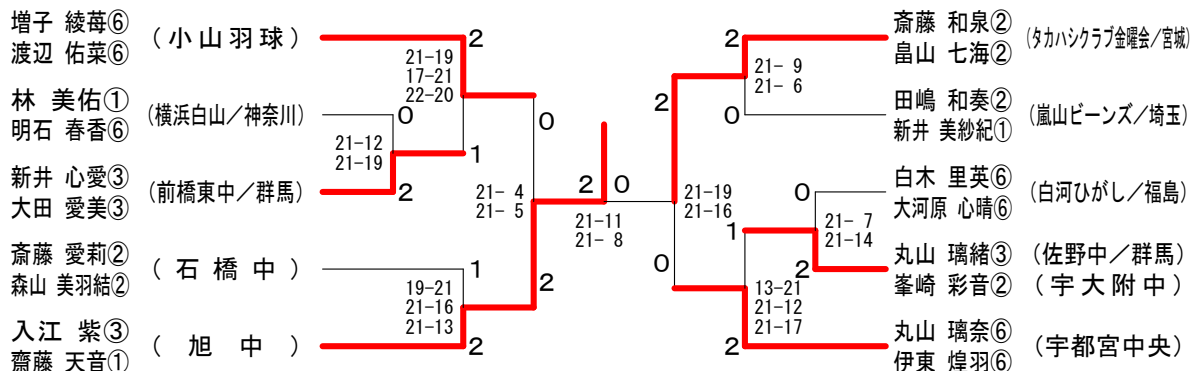 増子 綾苺⑥
渡辺 佑菜⑥
(小山羽球)
2
21-19
17-21
22-20
林 美佑①
明石 春香⑥
(横浜白山/神奈川)
0
21-12
21-19
1
新井 心愛③
大田 愛美③
(前橋東中/群馬)
2
0
21- 4
21- 5
2
斎藤 愛莉②
森山 美羽結②
(石橋中)
1
19-21
21-16
21-13
入江 紫③
齋藤 天音①
(旭中)
2
2
0
21-11
21- 8
斎藤 和泉②
畠山 七海②
(タカハシクラブ金曜会/宮城)
2
21- 9
21- 6
田嶋 和奏②
新井 美紗紀①
(嵐山ビーンズ/埼玉)
0
2
21-19
21-16
0
白木 里英⑥
大河原 心晴⑥
(白河ひがし/福島)
0
21- 7
21-14
1
丸山 璃緒③
峯崎 彩音②
(佐野中/群馬)
(宇大附中)
2
13-21
21-12
21-17
丸山 璃奈⑥
伊東 煌羽⑥
(宇都宮中央)
2